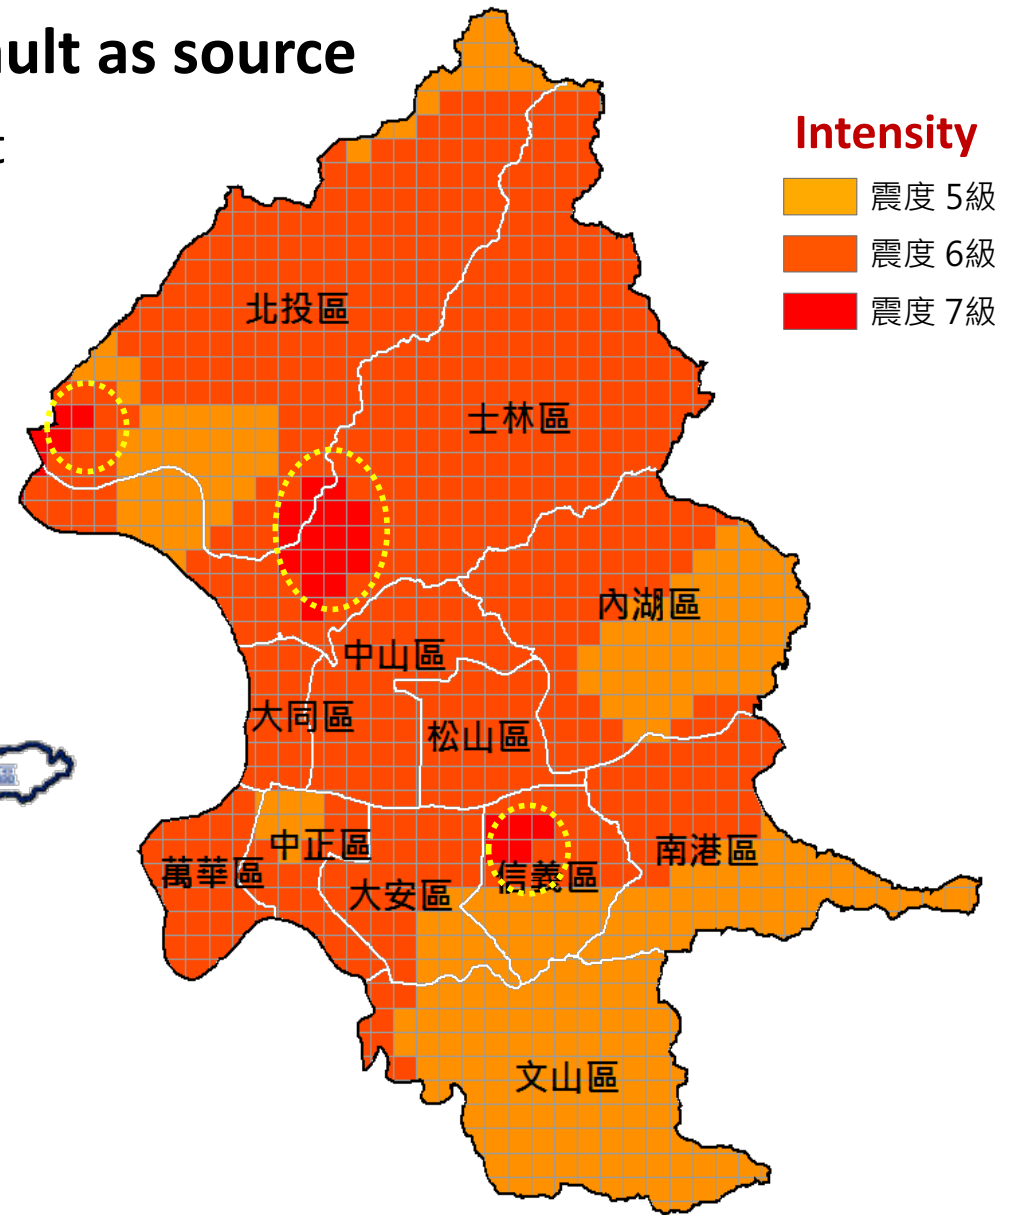 ault as source
t
Intensity
震度 5級
震度 6級
震度 7級
北投區
士林區
內湖區
中山區
大同區
松山區
中正區
南港區
萬華區
信義區
大安區
文山區
區